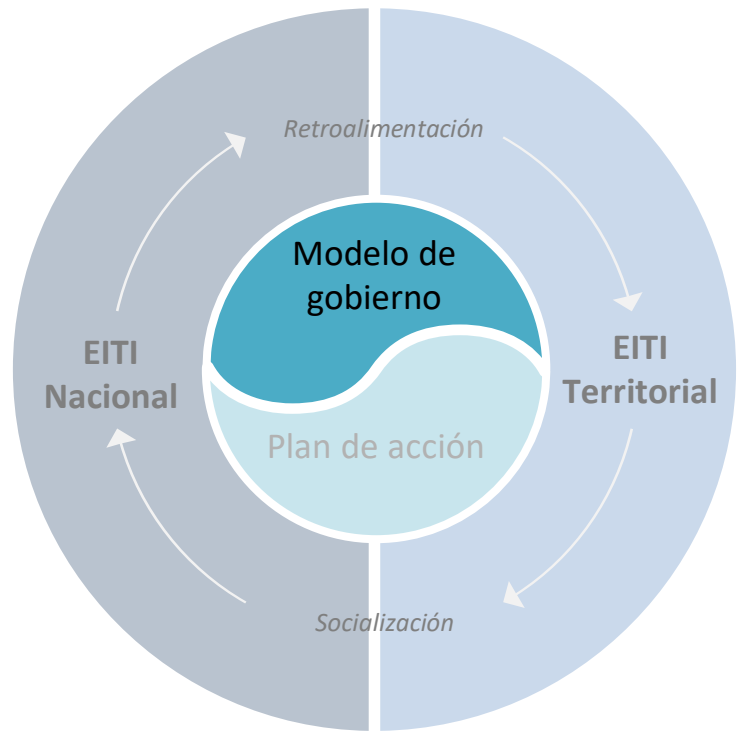 Retroalimentación
Modelo de
gobierno
EITI
Nacional
EITI
Territorial
Plan de acción
Socialización